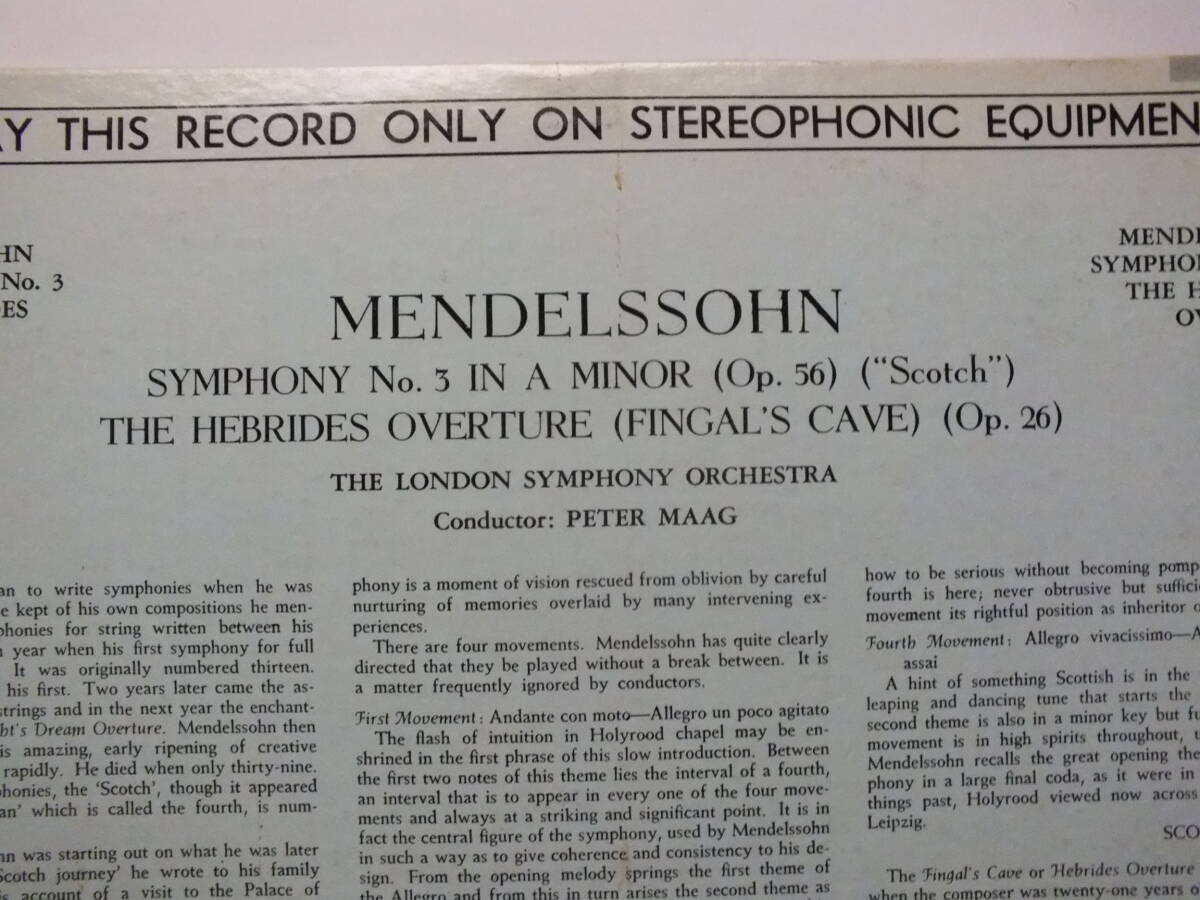 THIS RECORD ONLY ON STEREOPHONIC
No. 3
THE
MENDELSSOHN
SYMPHONY No. 3 IN A MINOR (Op. 56) ("Scotch")
THE HEBRIDES OVERTURE (FINGAL'S CAVE) (Op. 26)
THE LONDON SYMPHONY ORCHESTRA
Conductor: PETER MAAG
to write symphonies when he was
kept of his own compositions he men-
for string written between his
year when his first symphony for full
It was originally numbered thirteen.
his first. Two years later came the as-
strings and in the next year the enchant-
Dream Overture. Mendelssohn then
amazing, early ripening of creative
rapidly. He died when only thirty-nine.
the 'Scotch', though it appeared
which is called the fourth, is num-
was starting out on what he was later
Scotch journey' he wrote to his family
account of a visit to the Palace of
phony is a moment of vision rescued from oblivion by careful
nurturing of memories overlaid by many intervening ex-
periences.
There are four movements. Mendelssohn has quite clearly
directed that they be played without a break between. It is
a matter frequently ignored by conductors.
First Movement: Andante con moto—Allegro un poco agitato
The flash of intuition in Holyrood chapel may be en-
shrined in the first phrase of this slow introduction. Between
the first two notes of this theme lies the interval of a fourth,
an interval that is to appear in every one of the four move-
ments and always at a striking and significant point. It is in
fact the central figure of the symphony, used by Mendelssohn
in such a way as to give coherence and consistency to his de-
sign. From the opening melody springs the first theme of
the Allegro and from this in turn arises the second theme as
how to be serious without becoming
fourth is here; never obtrusive but
movement its rightful position as inheritor
Fourth Movement: Allegro vivacissimo—
assai
A hint of something Scottish is in the
leaping and dancing tune that starts the
second theme is also in a minor key but
movement is in high spirits throughout,
Mendelssohn recalls the great opening
phony in a large final coda, as it were in
things past, Holyrood viewed now across
Leipzig.
The Fingal's Cave or Hebrides Overture
when the composer was twenty-one years